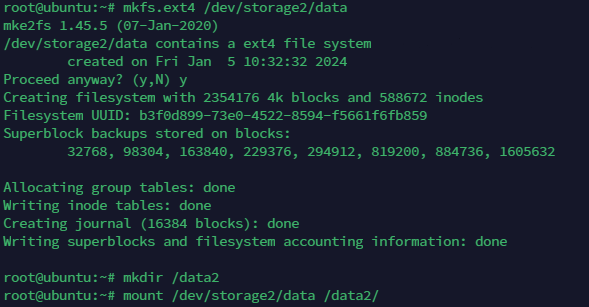 root@ubuntu:~# mkfs.ext4 /dev/storage2/data
mke2fs 1.45.5 (07-Jan-2020)
/dev/storage2/data contains a ext4 file system
        created on Fri Jan  5 10:32:32 2024
Proceed anyway? (y,N) y
Creating filesystem with 2354176 4k blocks and 588672 inodes
Filesystem UUID: b3f0d899-73e0-4522-8594-f5661f6fb859
Superblock backups stored on blocks:
        32768, 98304, 163840, 229376, 294912, 819200, 884736, 1605632

Allocating group tables: done
Writing inode tables: done
Creating journal (16384 blocks): done
Writing superblocks and filesystem accounting information: done

root@ubuntu:~# mkdir /data2
root@ubuntu:~# mount /dev/storage2/data /data2/